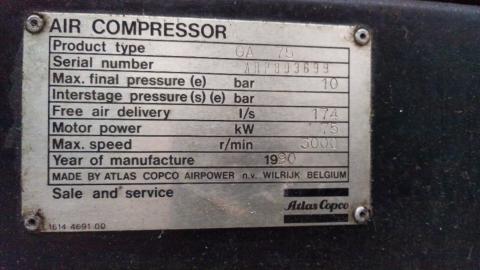 AIR COMPRESSOR
Product type GA 75
Serial number
Max. final pressure (e) bar 10
Interstage pressure (s) (e) bar
Free air delivery l/s 174
Motor power kW 75
Max. speed r/min 3000
Year of manufacture 1990
MADE BY ATLAS COPCO AIRPOWER n.v. WILRIJK BELGIUM
Sale and service
Atlas Copco
1614 4691 00